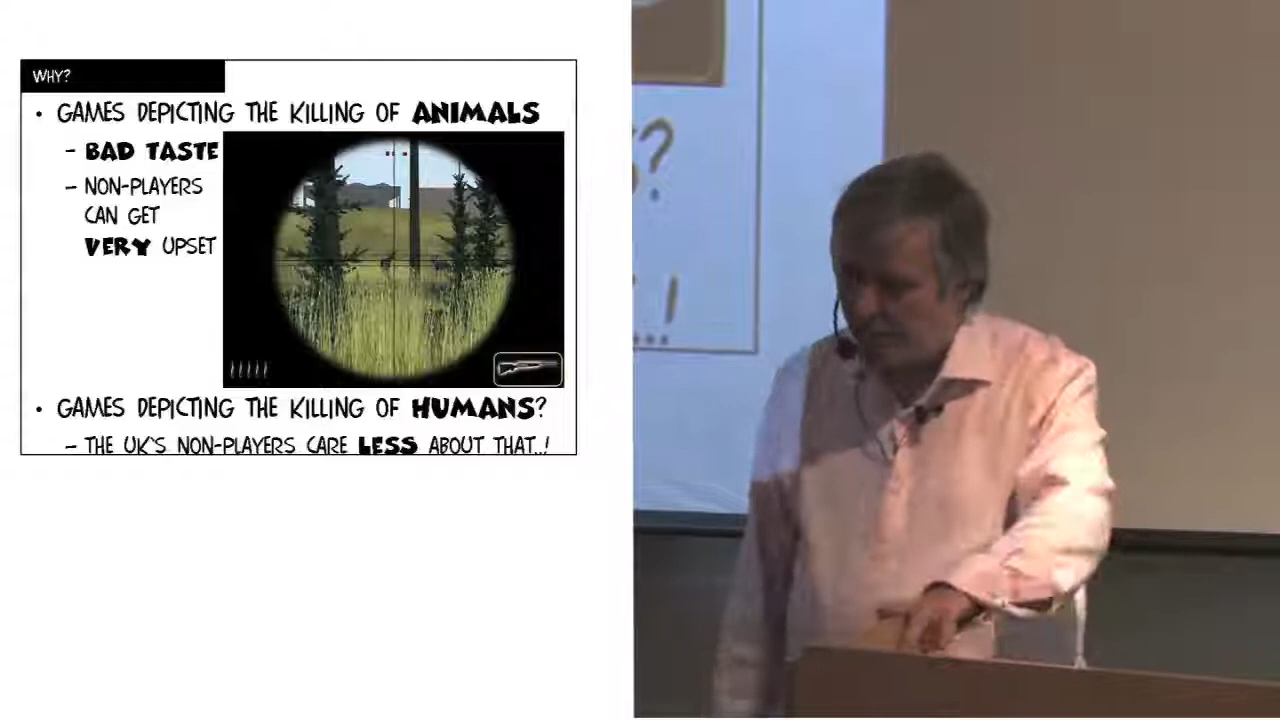 WHY?
• GAMES DEPICTING THE KILLING OF ANIMALS
– BAD TASTE
– NON-PLAYERS
CAN GET
VERY UPSET
• GAMES DEPICTING THE KILLING OF HUMANS?
– THE UK'S NON-PLAYERS CARE LESS ABOUT THAT..!